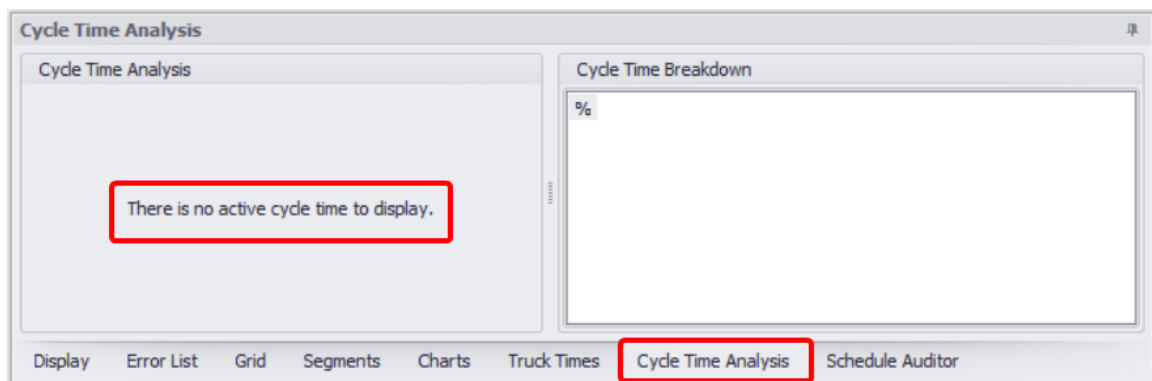 Cycle Time Analysis
Cycle Time Analysis
Cycle Time Breakdown
%
There is no active cycle time to display.
Display Error List Grid Segments Charts Truck Times Cycle Time Analysis Schedule Auditor